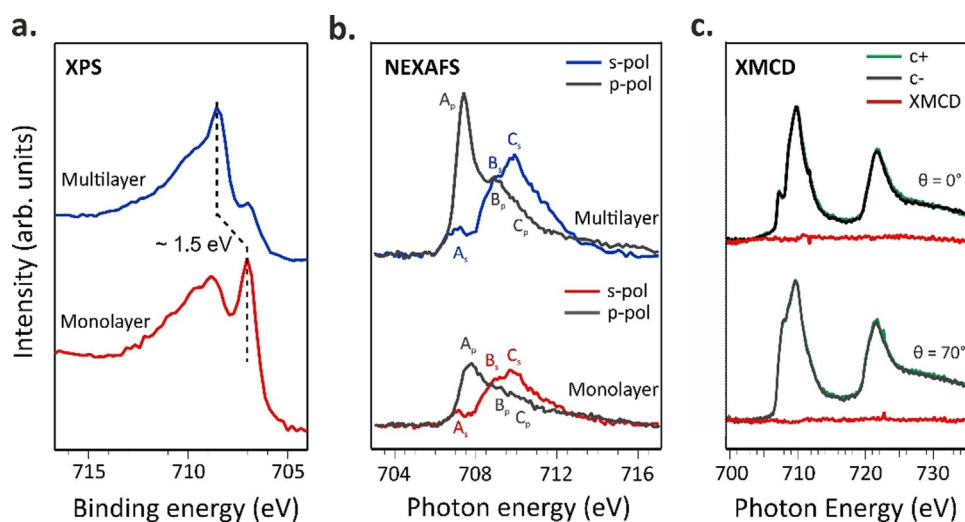 a.
XPS
Multilayer
~ 1.5 eV
Monolayer
Intensity (arb. units)
715
710
705
Binding energy (eV)
b.
NEXAFS
s-pol
p-pol
Aₚ
Bₛ
Cₛ
Bₚ
Cₚ
Aₛ
Multilayer
s-pol
p-pol
Aₚ
Bₛ
Cₛ
Bₚ
Cₚ
Aₛ
Monolayer
704
708
712
716
Photon energy (eV)
c.
XMCD
c+
c-
XMCD
θ = 0°
θ = 70°
700
710
720
730
Photon Energy (eV)